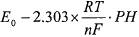 E₀ − 2.303 × RT/nF · PH